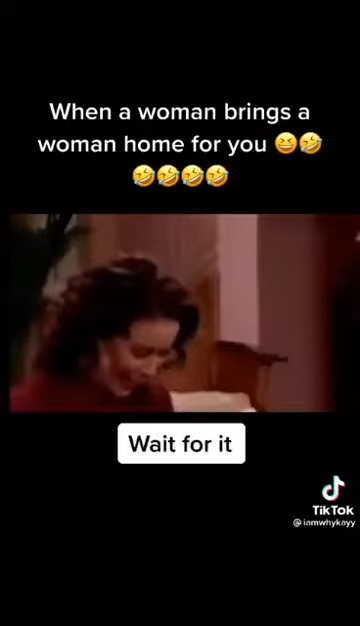 When a woman brings a
woman home for you 😆🤣
🤣🤣🤣🤣
Wait for it
TikTok
@iamwhykayy